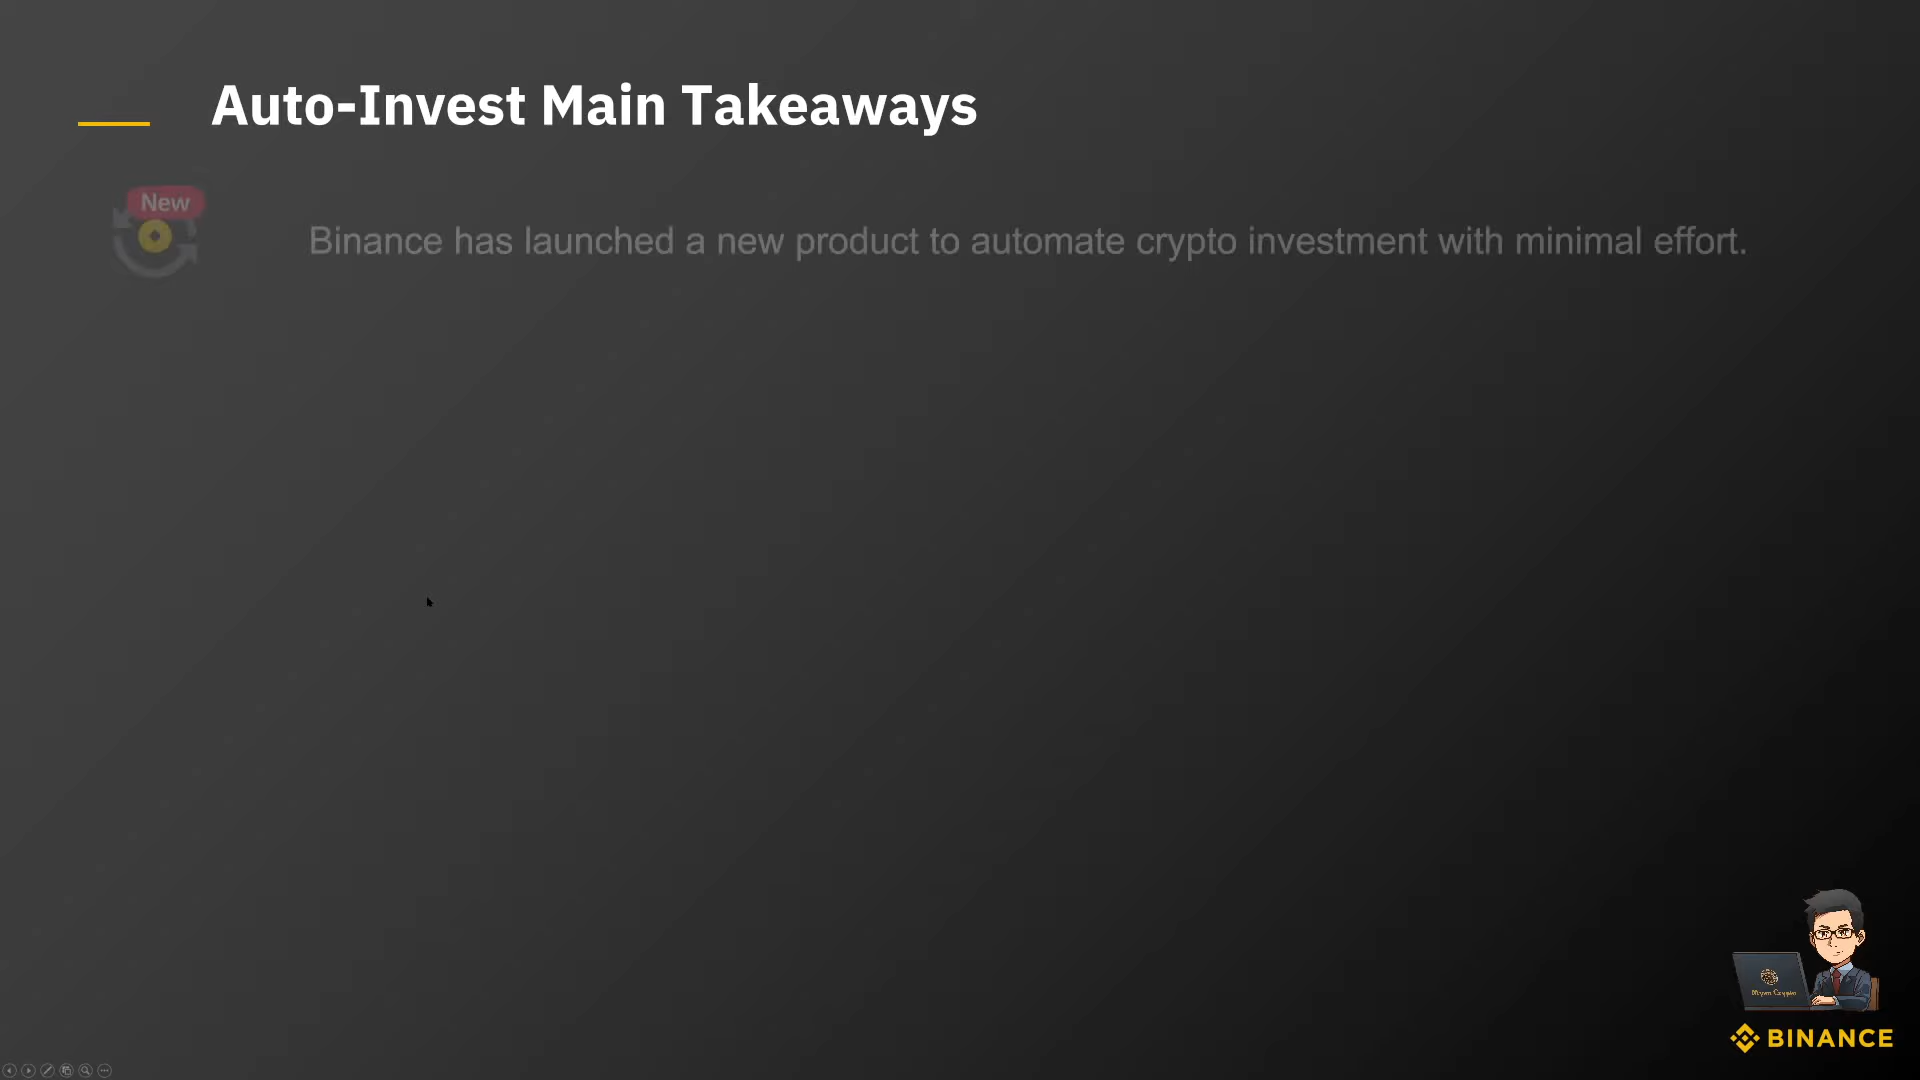 Auto-Invest Main Takeaways
New
Binance has launched a new product to automate crypto investment with minimal effort.
BINANCE